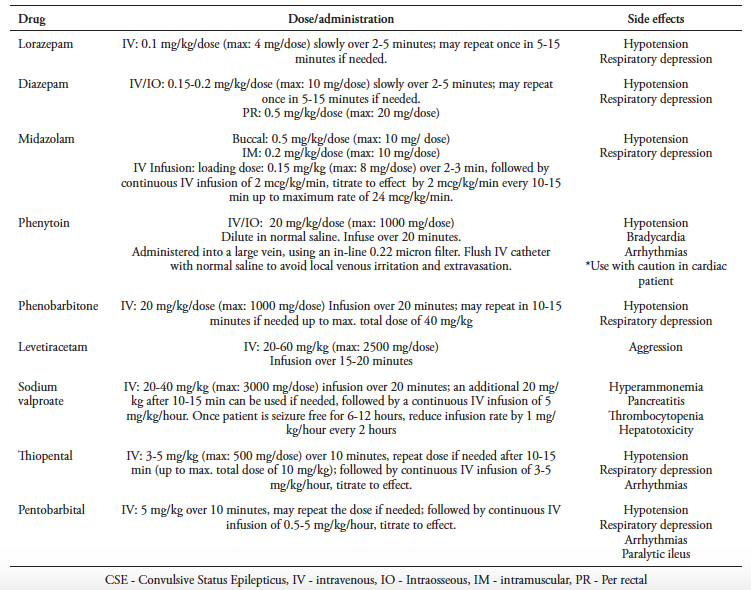 Drug Dose/administration Side effects
Lorazepam IV: 0.1 mg/kg/dose (max: 4 mg/dose) slowly over 2-5 minutes; may repeat once in 5-15 Hypotension
minutes if needed. Respiratory depression
Diazepam IV/IO: 0.15-0.2 mg/kg/dose (max: 10 mg/dose) slowly over 2-5 minutes; may repeat Hypotension
once in 5-15 minutes if needed. Respiratory depression
PR: 0.5 mg/kg/dose (max: 20 mg/dose)
Midazolam Buccal: 0.5 mg/kg/dose (max: 10 mg/ dose) Hypotension
IM: 0.2 mg/kg/dose (max: 10 mg/dose) Respiratory depression
IV Infusion: loading dose: 0.15 mg/kg (max: 8 mg/dose) over 2-3 min, followed by
continuous IV infusion of 2 mcg/kg/min, titrate to effect by 2 mcg/kg/min every 10-15
min up to maximum rate of 24 mcg/kg/min.
Phenytoin IV/IO: 20 mg/kg/dose (max: 1000 mg/dose) Hypotension
Dilute in normal saline. Infuse over 20 minutes. Bradycardia
Administered into a large vein, using an in-line 0.22 micron filter. Flush IV catheter Arrhythmias
with normal saline to avoid local venous irritation and extravasation. *Use with caution in cardiac
patient
Phenobarbitone IV: 20 mg/kg/dose (max: 1000 mg/dose) Infusion over 20 minutes; may repeat in 10-15 Hypotension
minutes if needed up to max. total dose of 40 mg/kg Respiratory depression
Levetiracetam IV: 20-60 mg/kg (max: 2500 mg/dose) Aggression
Infusion over 15-20 minutes
Sodium IV: 20-40 mg/kg (max: 3000 mg/dose) infusion over 20 minutes; an additional 20 mg/ Hyperammonemia
valproate kg after 10-15 min can be used if needed, followed by a continuous IV infusion of 5 Pancreatitis
mg/kg/hour. Once patient is seizure free for 6-12 hours, reduce infusion rate by 1 mg/ Thrombocytopenia
kg/hour every 2 hours Hepatotoxicity
Thiopental IV: 3-5 mg/kg (max: 500 mg/dose) over 10 minutes, repeat dose if needed after 10-15 Hypotension
min (up to max. total dose of 10 mg/kg); followed by continuous IV infusion of 3-5 Respiratory depression
mg/kg/hour, titrate to effect. Arrhythmias
Pentobarbital IV: 5 mg/kg over 10 minutes, may repeat the dose if needed; followed by continuous IV Hypotension
infusion of 0.5-5 mg/kg/hour, titrate to effect. Respiratory depression
Arrhythmias
Paralytic ileus
CSE - Convulsive Status Epilepticus, IV - intravenous, IO - Intraosseous, IM - intramuscular, PR - Per rectal